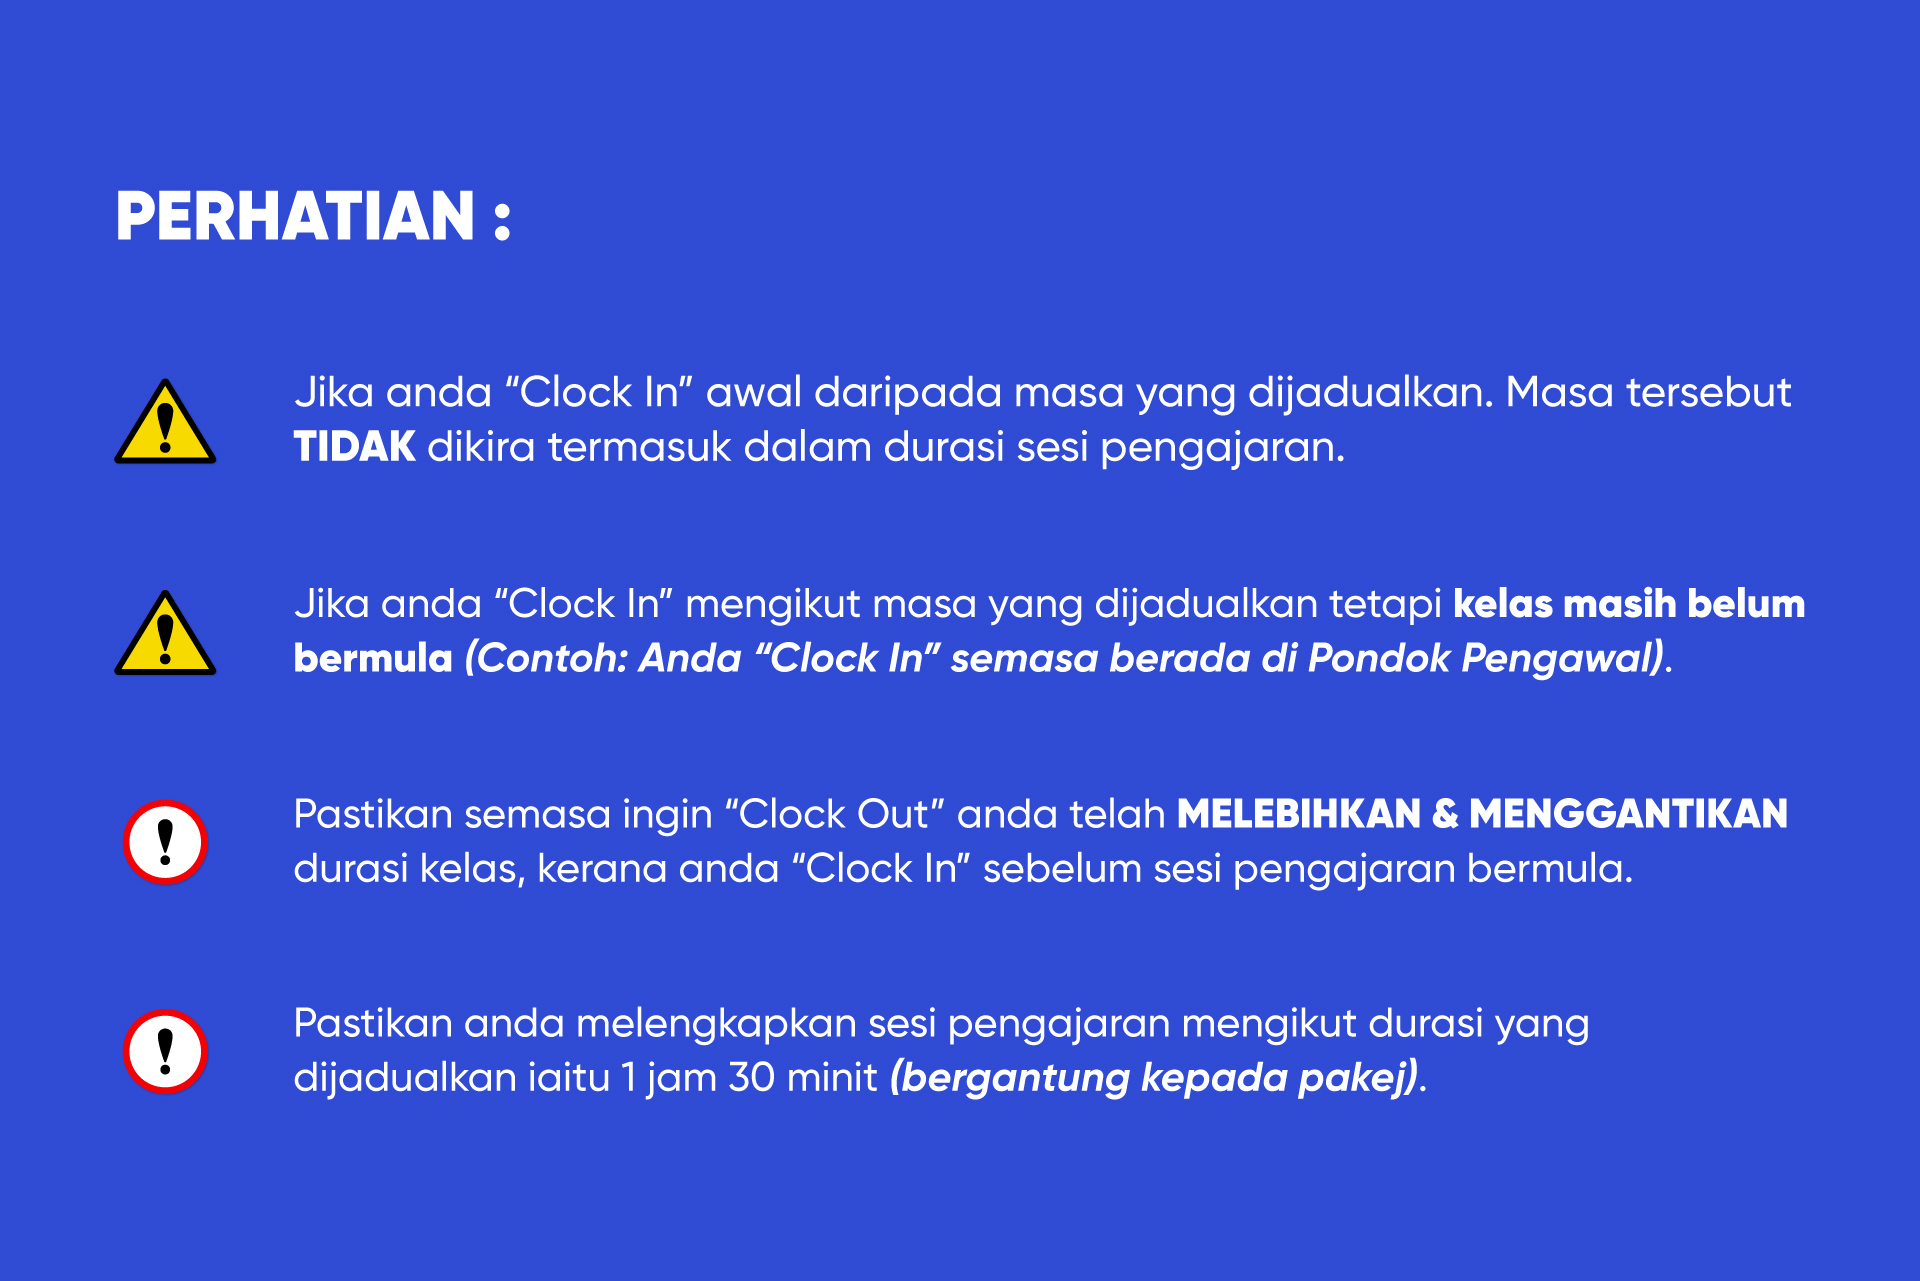 PERHATIAN :
Jika anda “Clock In” awal daripada masa yang dijadualkan. Masa tersebut
TIDAK dikira termasuk dalam durasi sesi pengajaran.
Jika anda “Clock In” mengikut masa yang dijadualkan tetapi kelas masih belum
bermula (Contoh: Anda “Clock In” semasa berada di Pondok Pengawal).
Pastikan semasa ingin “Clock Out” anda telah MELEBIHKAN & MENGGANTIKAN
durasi kelas, kerana anda “Clock In” sebelum sesi pengajaran bermula.
Pastikan anda melengkapkan sesi pengajaran mengikut durasi yang
dijadualkan iaitu 1 jam 30 minit (bergantung kepada pakej).